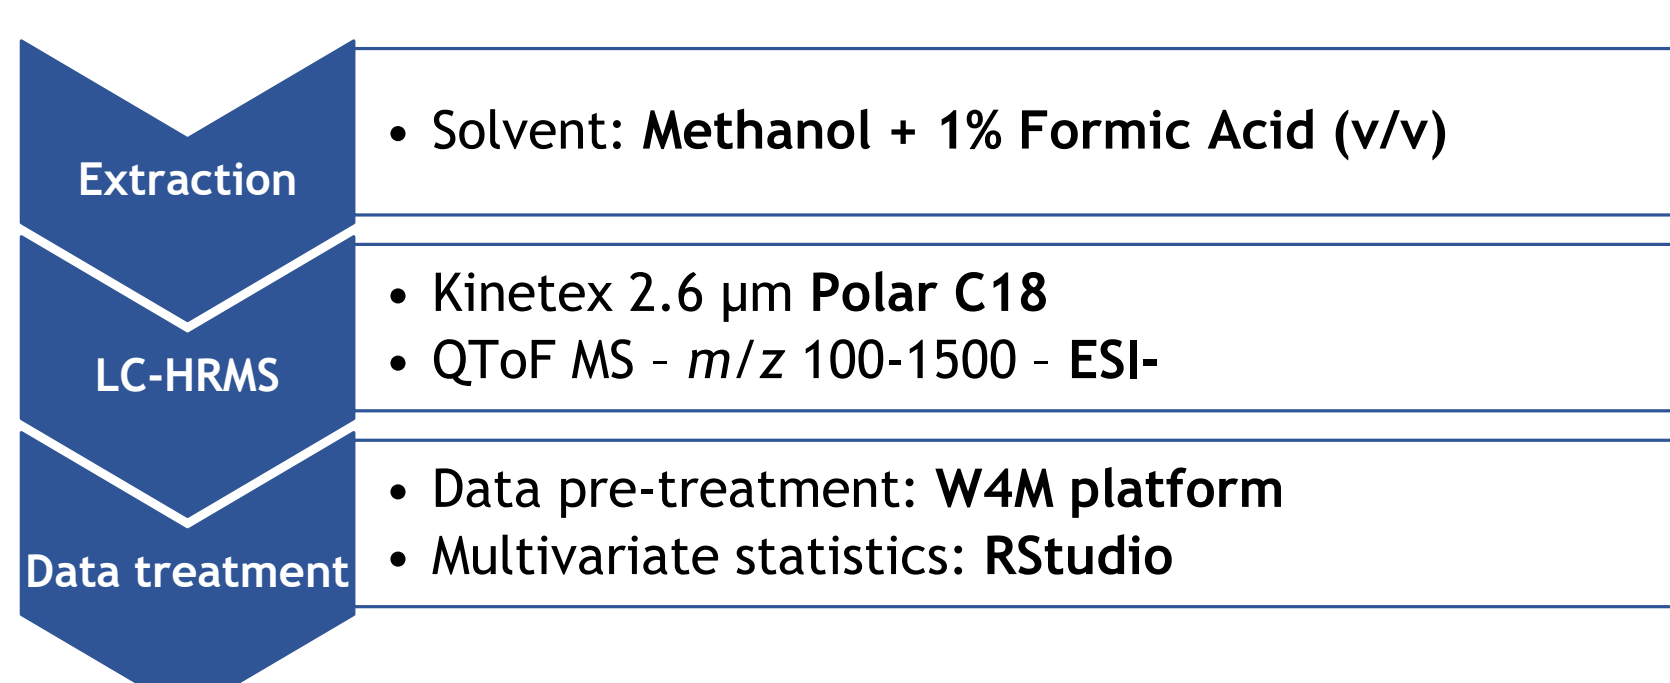 Extraction
• Solvent: Methanol + 1% Formic Acid (v/v)
LC-HRMS
• Kinetex 2.6 µm Polar C18
• QToF MS – m/z 100-1500 – ESI-
Data treatment
• Data pre-treatment: W4M platform
• Multivariate statistics: RStudio